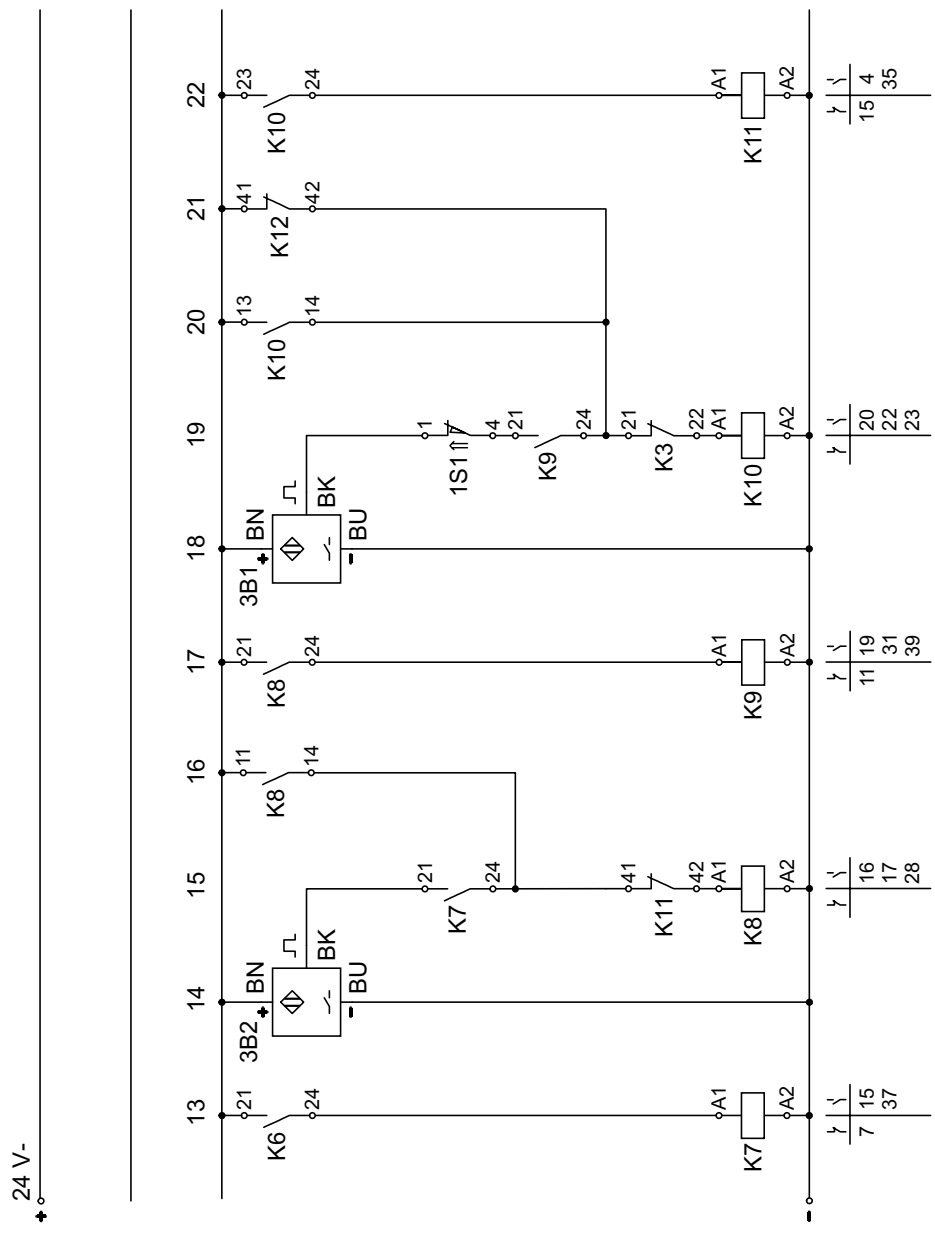 24 V-
+
13
14
15
16
17
18
19
20
21
22
K6
21
24
K7
A1
A2
7
15
37
3B2
+
BN
BK
BU
-
K7
21
24
K11
41
42
K8
A1
A2
16
17
28
K8
11
14
K8
21
24
K9
A1
A2
11
19
31
39
3B1
+
BN
BK
BU
-
1S1
1
4
K9
21
24
K3
21
22
K10
A1
A2
20
22
23
K10
13
14
K12
41
42
K10
23
24
K11
A1
A2
15
4
35
-